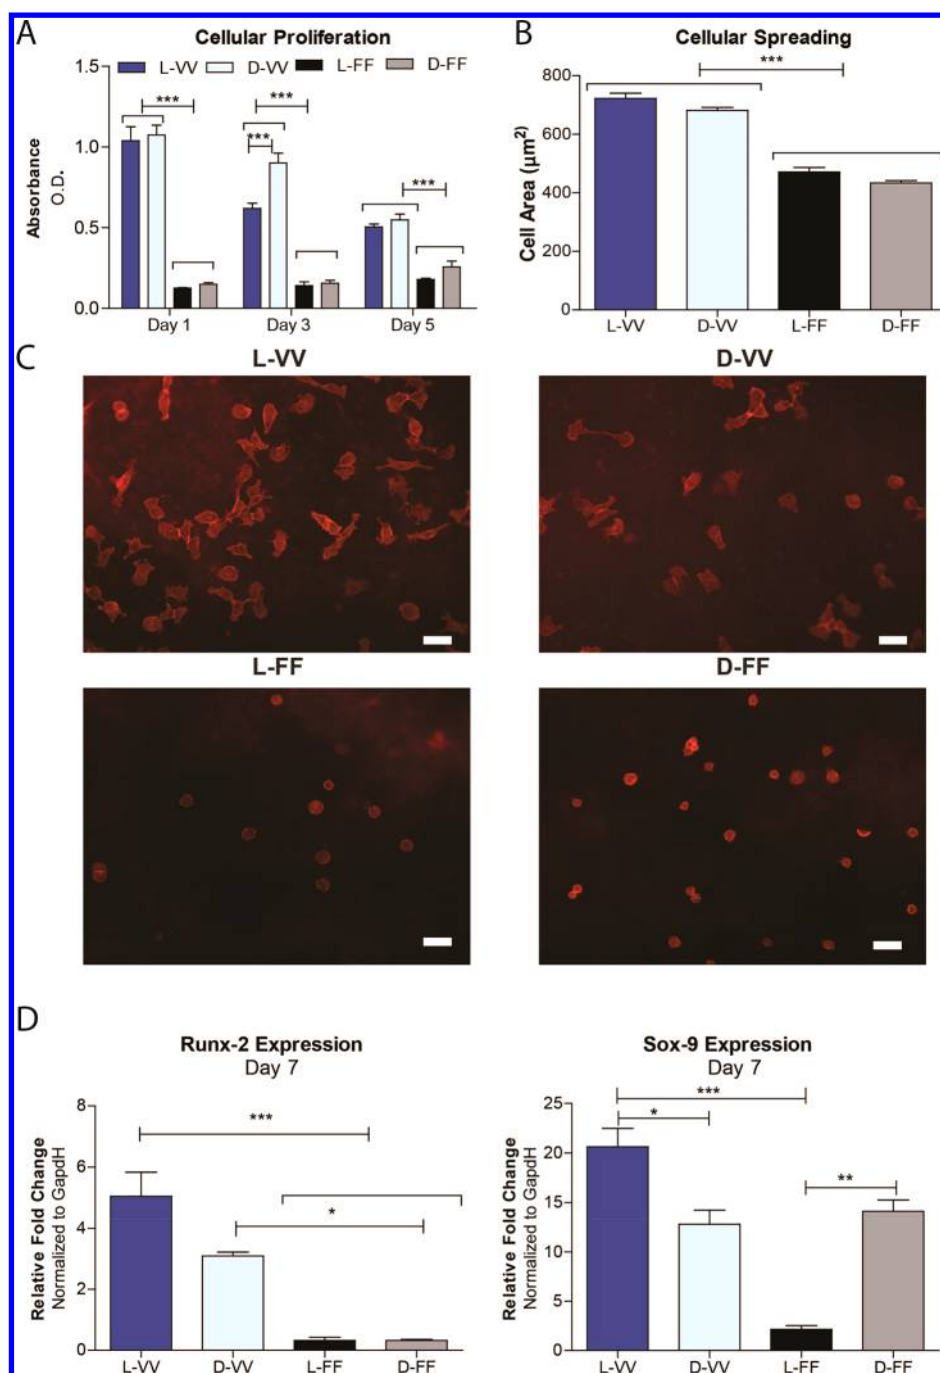 A
Cellular Proliferation
L-VV D-VV L-FF D-FF
Absorbance
O.D.
1.5
1.0
0.5
0.0
***
***
***
***
Day 1 Day 3 Day 5
B
Cellular Spreading
***
Cell Area (μm²)
800
600
400
200
0
L-VV D-VV L-FF D-FF
C
L-VV D-VV
L-FF D-FF
D
Runx-2 Expression
Day 7
Relative Fold Change
Normalized to GapdH
8
6
4
2
0
***
*
L-VV D-VV L-FF D-FF
Sox-9 Expression
Day 7
Relative Fold Change
Normalized to GapdH
25
20
15
10
5
0
***
*
**
L-VV D-VV L-FF D-FF